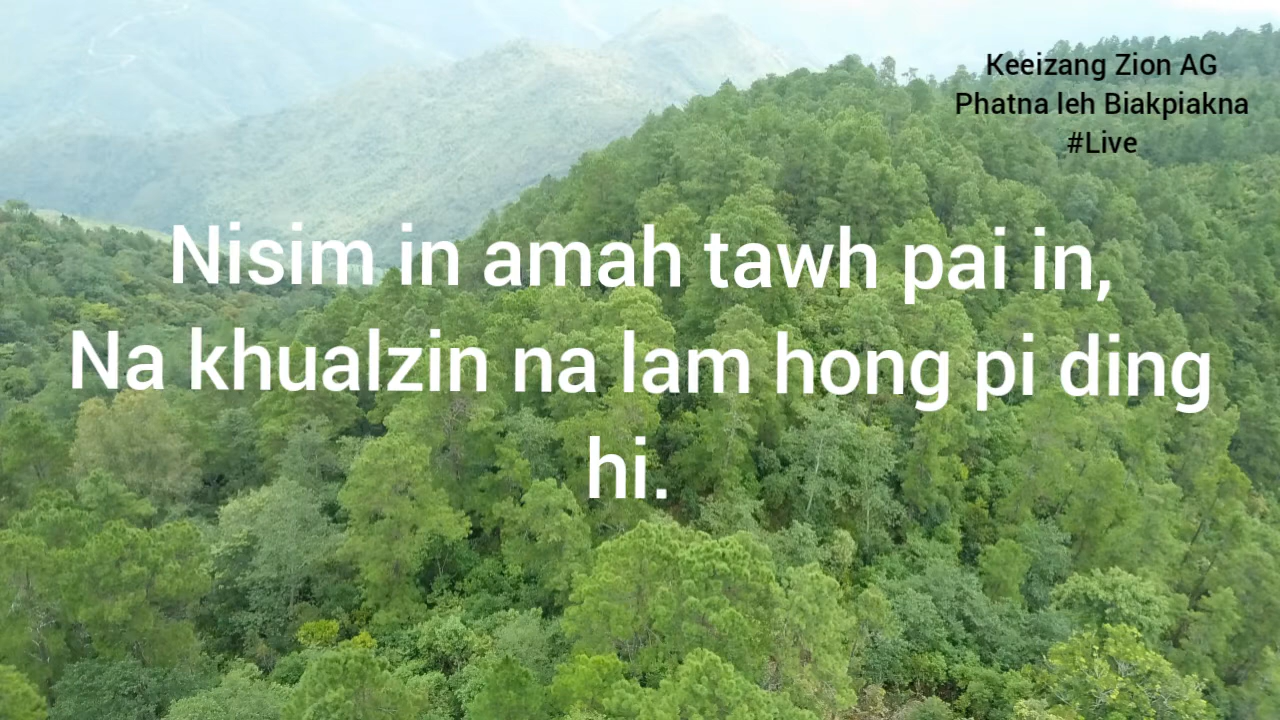 Keeizang Zion AG
Phatna leh Biakpiakna
#Live
Nisim in amah tawh pai in,
Na khualzin na lam hong pi ding
hi.